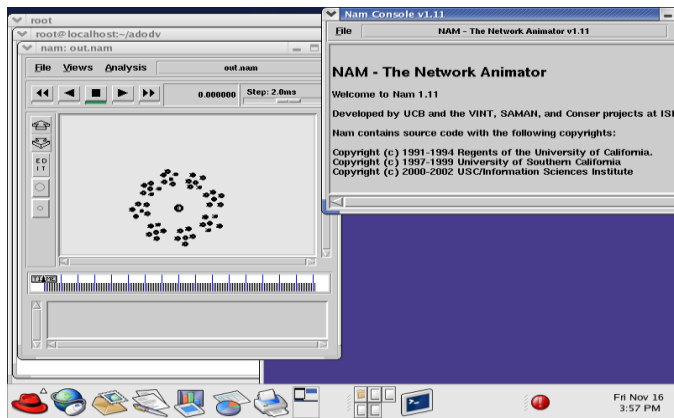 root
root@localhost:~/adodv
nam: out.nam
File Views Analysis out.nam
0.000000 Step: 2.0ms
ED
IT
TIME
Nam Console v1.11
File NAM - The Network Animator v1.11
NAM - The Network Animator
Welcome to Nam 1.11
Developed by UCB and the VINT, SAMAN, and Conser projects at ISI
Nam contains source code with the following copyrights:
Copyright (c) 1991-1994 Regents of the University of California.
Copyright (c) 1997-1999 University of Southern California
Copyright (c) 2000-2002 USC/Information Sciences Institute
Fri Nov 16
3:57 PM